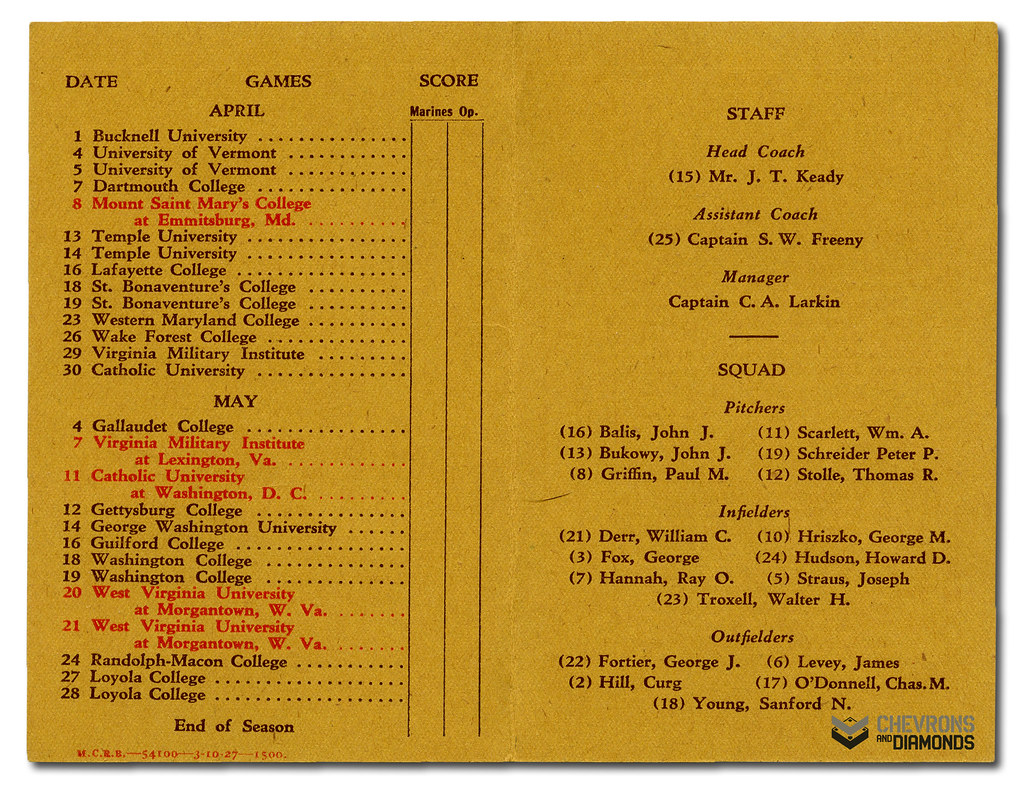 DATE GAMES SCORE
APRIL Marines Op.
1 Bucknell University
4 University of Vermont
5 University of Vermont
7 Dartmouth College
8 Mount Saint Mary's College
at Emmitsburg, Md.
13 Temple University
14 Temple University
16 Lafayette College
18 St. Bonaventure's College
19 St. Bonaventure's College
23 Western Maryland College
26 Wake Forest College
29 Virginia Military Institute
30 Catholic University
MAY
4 Gallaudet College
7 Virginia Military Institute
at Lexington, Va.
11 Catholic University
at Washington, D. C.
12 Gettysburg College
14 George Washington University
16 Guilford College
18 Washington College
19 Washington College
20 West Virginia University
at Morgantown, W. Va.
21 West Virginia University
at Morgantown, W. Va.
24 Randolph-Macon College
27 Loyola College
28 Loyola College
End of Season
M.C.R.B.—54100—3-10-27—1500.
STAFF
Head Coach
(15) Mr. J. T. Keady
Assistant Coach
(25) Captain S. W. Freeny
Manager
Captain C. A. Larkin
SQUAD
Pitchers
(16) Balis, John J. (11) Scarlett, Wm. A.
(13) Bukowy, John J. (19) Schreider Peter P.
(8) Griffin, Paul M. (12) Stolle, Thomas R.
Infielders
(21) Derr, William C. (10) Hriszko, George M.
(3) Fox, George (24) Hudson, Howard D.
(7) Hannah, Ray O. (5) Straus, Joseph
(23) Troxell, Walter H.
Outfielders
(22) Fortier, George J. (6) Levey, James
(2) Hill, Curg (17) O'Donnell, Chas. M.
(18) Young, Sanford N.
CHEVRONS
AND DIAMONDS